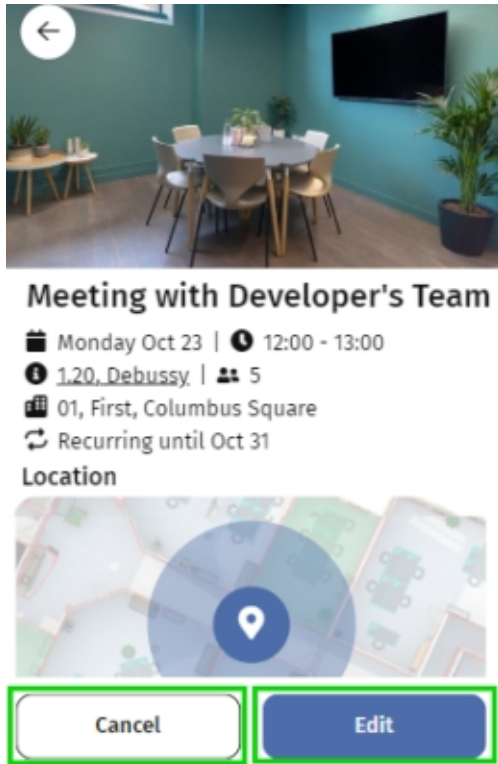 Meeting with Developer's Team
Monday Oct 23 | 12:00 - 13:00
1.20, Debussy | 5
01, First, Columbus Square
Recurring until Oct 31
Location
Cancel
Edit